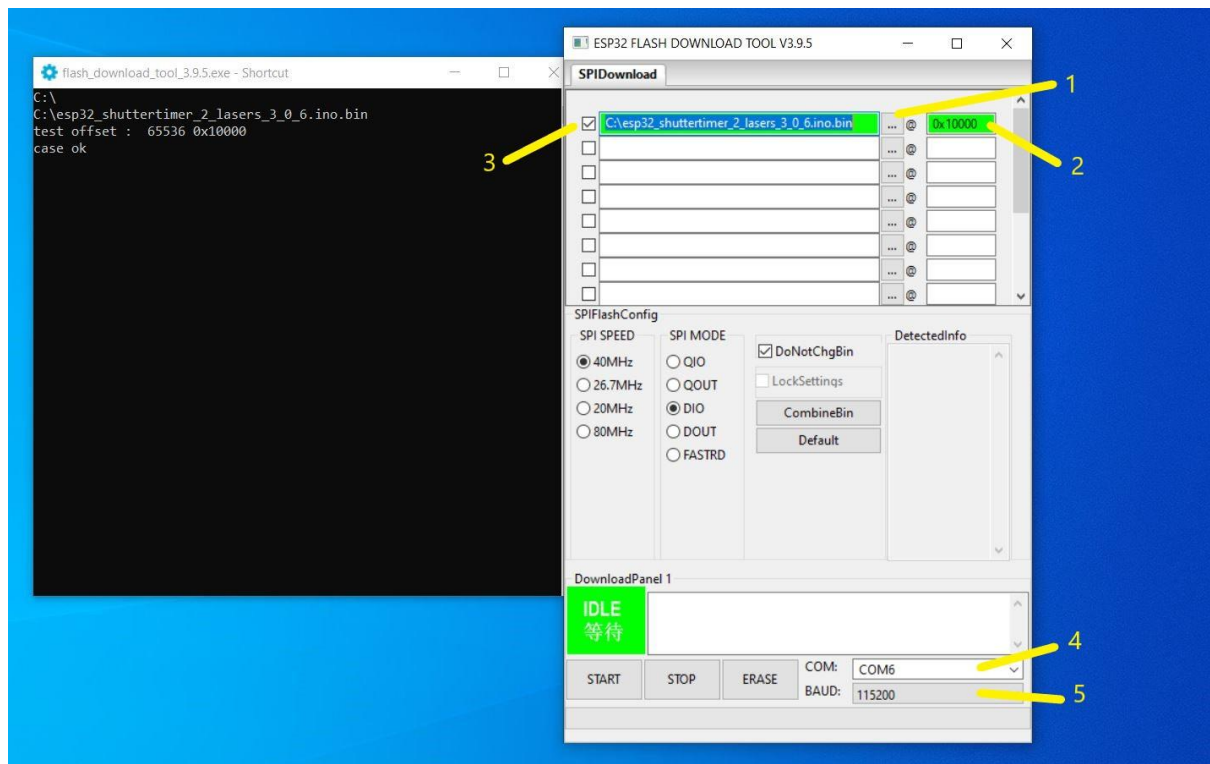 flash_download_tool_3.9.5.exe - Shortcut
C:\
C:\esp32_shuttertimer_2_lasers_3_0_6.ino.bin
test offset :  65536 0x10000
case ok
ESP32 FLASH DOWNLOAD TOOL V3.9.5
SPIDownload
1
C:\esp32_shuttertimer_2_lasers_3_0_6.ino.bin ... @ 0x10000
3
2
... @
... @
... @
... @
... @
... @
... @
SPIFlashConfig
SPI SPEED
40MHz
26.7MHz
20MHz
80MHz
SPI MODE
QIO
QOUT
DIO
DOUT
FASTRD
DoNotChgBin
LockSettings
CombineBin
Default
DetectedInfo
DownloadPanel 1
IDLE
等待
START STOP ERASE
COM: COM6
4
BAUD: 115200
5